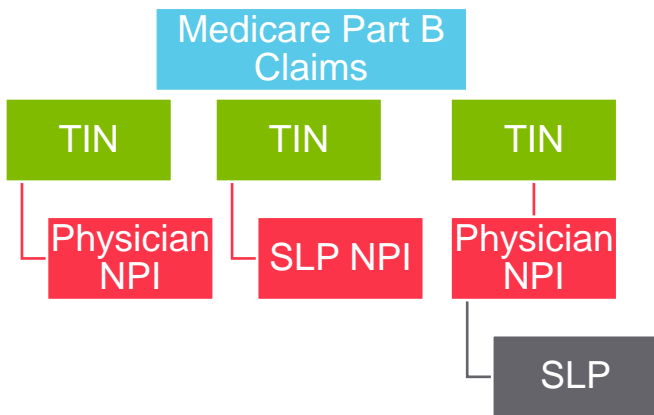 Medicare Part B
Claims
TIN
TIN
TIN
Physician
NPI
SLP NPI
Physician
NPI
SLP